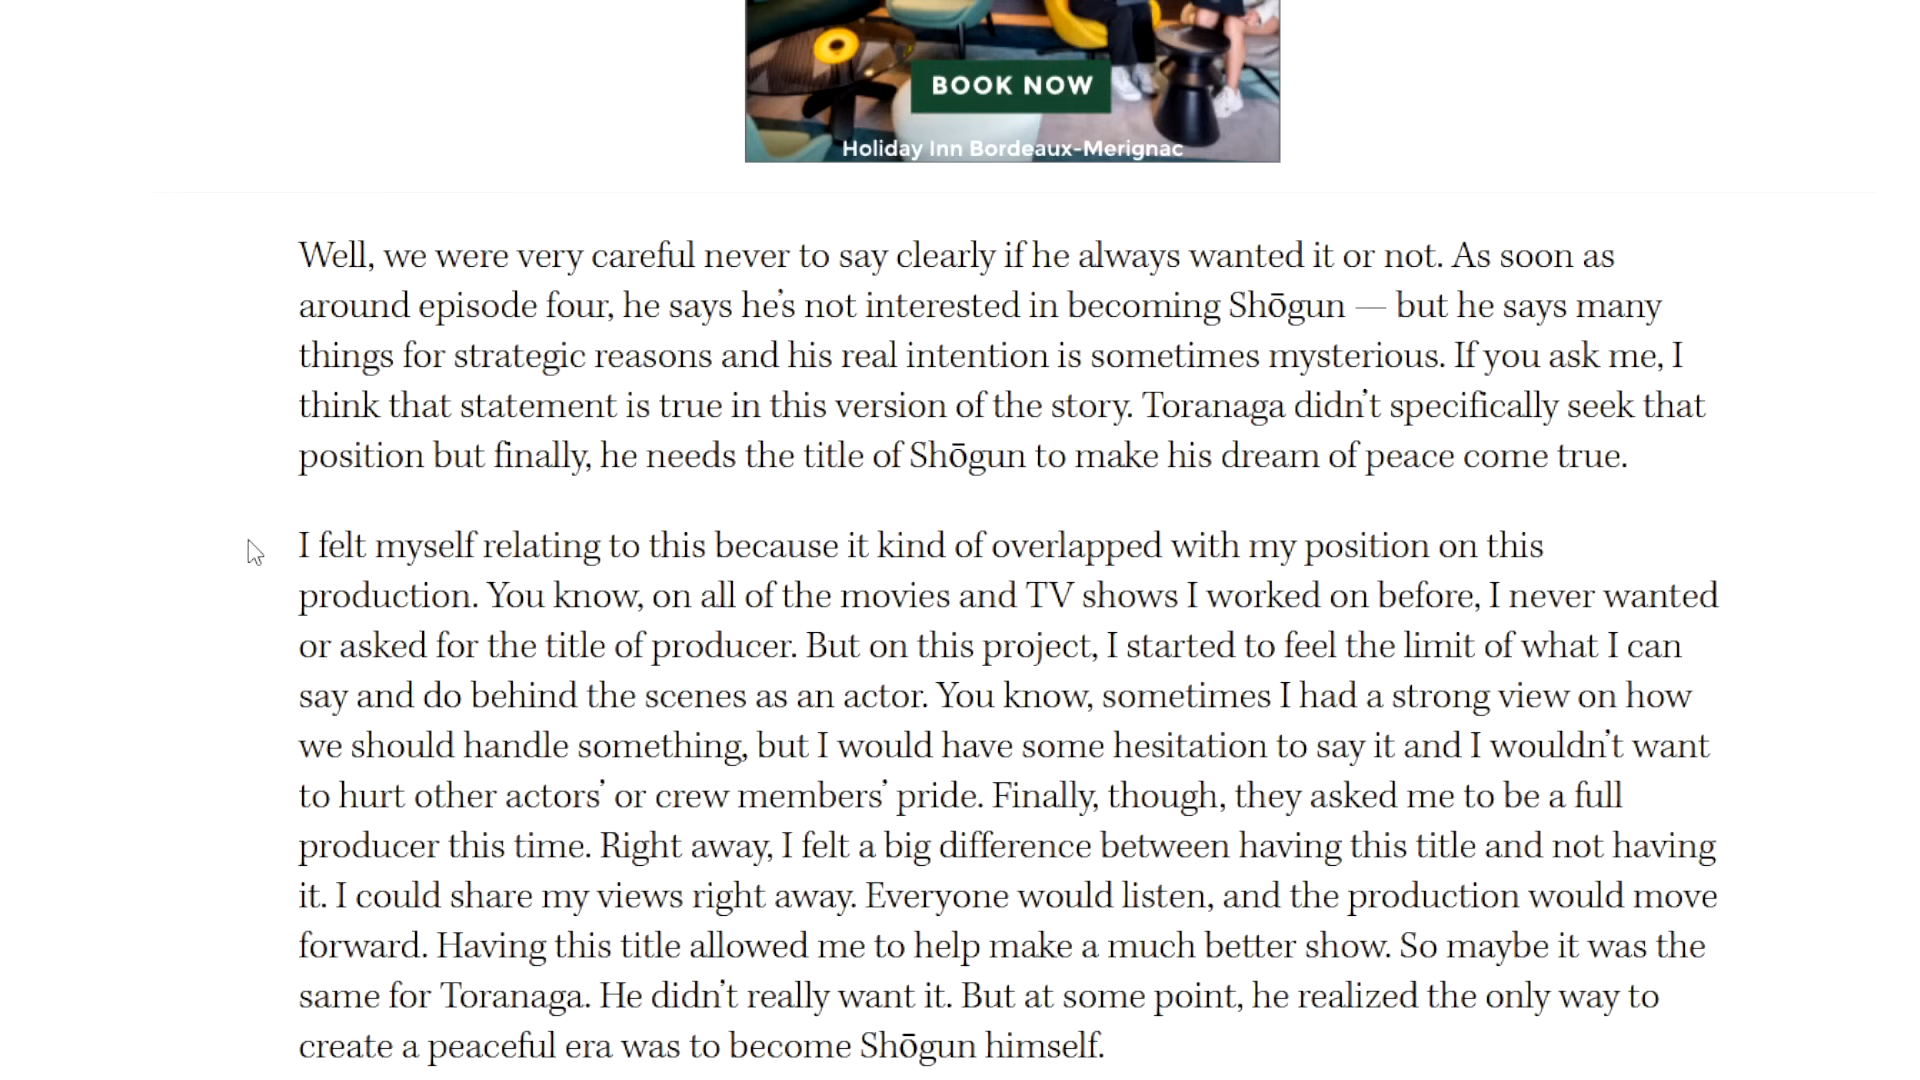 BOOK NOW
Holiday Inn Bordeaux-Merignac
Well, we were very careful never to say clearly if he always wanted it or not. As soon as
around episode four, he says he’s not interested in becoming Shōgun — but he says many
things for strategic reasons and his real intention is sometimes mysterious. If you ask me, I
think that statement is true in this version of the story. Toranaga didn’t specifically seek that
position but finally, he needs the title of Shōgun to make his dream of peace come true.
I felt myself relating to this because it kind of overlapped with my position on this
production. You know, on all of the movies and TV shows I worked on before, I never wanted
or asked for the title of producer. But on this project, I started to feel the limit of what I can
say and do behind the scenes as an actor. You know, sometimes I had a strong view on how
we should handle something, but I would have some hesitation to say it and I wouldn’t want
to hurt other actors’ or crew members’ pride. Finally, though, they asked me to be a full
producer this time. Right away, I felt a big difference between having this title and not having
it. I could share my views right away. Everyone would listen, and the production would move
forward. Having this title allowed me to help make a much better show. So maybe it was the
same for Toranaga. He didn’t really want it. But at some point, he realized the only way to
create a peaceful era was to become Shōgun himself.